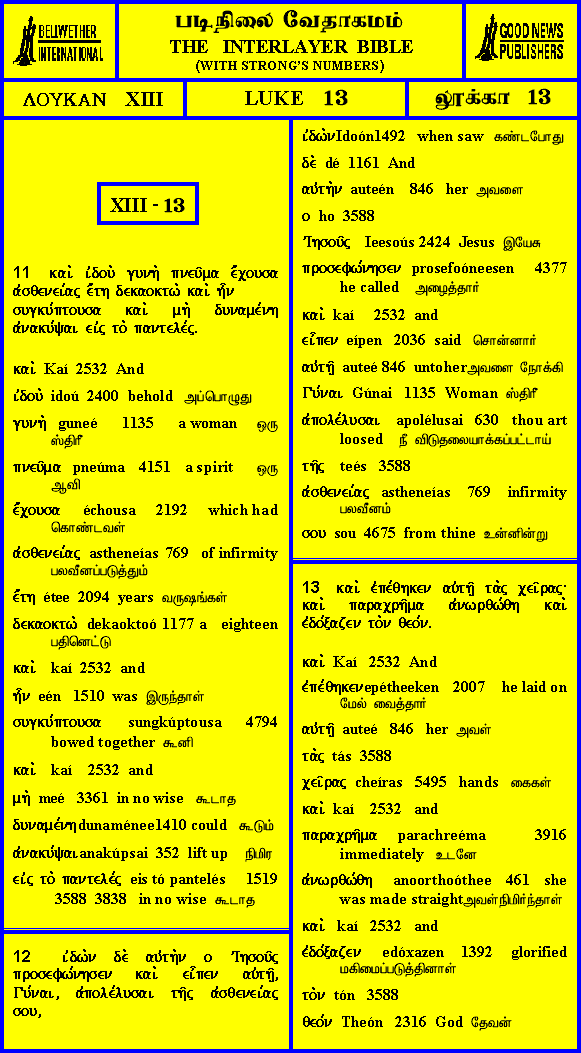 BELLWETHER
INTERNATIONAL
படிநிலை வேதாகமம்
THE INTERLAYER BIBLE
(WITH STRONG'S NUMBERS)
GOOD NEWS
PUBLISHERS
ΛΟΥΚΑΝ XIII
LUKE 13
லூக்கா 13
XIII - 13
11 καὶ ἰδοὺ γυνὴ πνεῦμα ἔχουσα
ἀσθενείας ἔτη δεκαοκτὼ καὶ ἦν
συγκύπτουσα καὶ μὴ δυναμένη
ἀνακύψαι εἰς τὸ παντελές.
καὶ Kaí 2532 And
ἰδοὺ idoú 2400 behold அப்பொழுது
γυνὴ guneé 1135 a woman ஒரு
ஸ்திரீ
πνεῦμα pneúma 4151 a spirit ஒரு
ஆவி
ἔχουσα échousa 2192 which had
கொண்டவள்
ἀσθενείας astheneías 769 of infirmity
பலவீனப்படுத்தும்
ἔτη étee 2094 years வருஷங்கள்
δεκαοκτὼ dekaoktoó 1177 a eighteen
பதினெட்டு
καὶ kaí 2532 and
ἦν eén 1510 was இருந்தாள்
συγκύπτουσα sungkúptousa 4794
bowed together கூனி
καὶ kaí 2532 and
μὴ meé 3361 in no wise கூடாத
δυναμένη dunaménee1410 could கூடும்
ἀνακύψαι anakúpsai 352 lift up நிமிர
εἰς τὸ παντελές eis tó pantelés 1519
3588 3838 in no wise கூடாத
12 ἰδὼν δὲ αὐτὴν ο Ἰησοῦς
προσεφώνησεν καὶ εἶπεν αὐτῇ,
Γύναι, ἀπολέλυσαι τῆς ἀσθενείας
σου,
ἰδὼν Idoón1492 when saw கண்டபோது
δὲ dé 1161 And
αὐτὴν auteén 846 her அவளை
ο ho 3588
Ἰησοῦς Ieesoús 2424 Jesus இயேசு
προσεφώνησεν prosefoóneesen 4377
he called அழைத்தார்
καὶ kaí 2532 and
εἶπεν eípen 2036 said சொன்னார்
αὐτῇ auteé 846 untoher அவளை நோக்கி
Γύναι Gúnai 1135 Woman ஸ்திரீ
ἀπολέλυσαι apolélusai 630 thou art
loosed நீ விடுதலையாக்கப்பட்டாய்
τῆς teés 3588
ἀσθενείας astheneías 769 infirmity
பலவீனம்
σου sou 4675 from thine உன்னின்று
13 καὶ ἐπέθηκεν αὐτῇ τὰς χεῖρας·
καὶ παραχρῆμα ἀνωρθώθη καὶ
ἐδόξαζεν τὸν θεόν.
καὶ Kaí 2532 And
ἐπέθηκεν epétheeken 2007 he laid on
மேல் வைத்தார்
αὐτῇ auteé 846 her அவள்
τὰς tás 3588
χεῖρας cheíras 5495 hands கைகள்
καὶ kaí 2532 and
παραχρῆμα parachreéma 3916
immediately உடனே
ἀνωρθώθη anoorthoóthee 461 she
was made straight அவள்நிமிர்ந்தாள்
καὶ kaí 2532 and
ἐδόξαζεν edóxazen 1392 glorified
மகிமைப்படுத்தினாள்
τὸν tón 3588
θεόν Theón 2316 God தேவன்